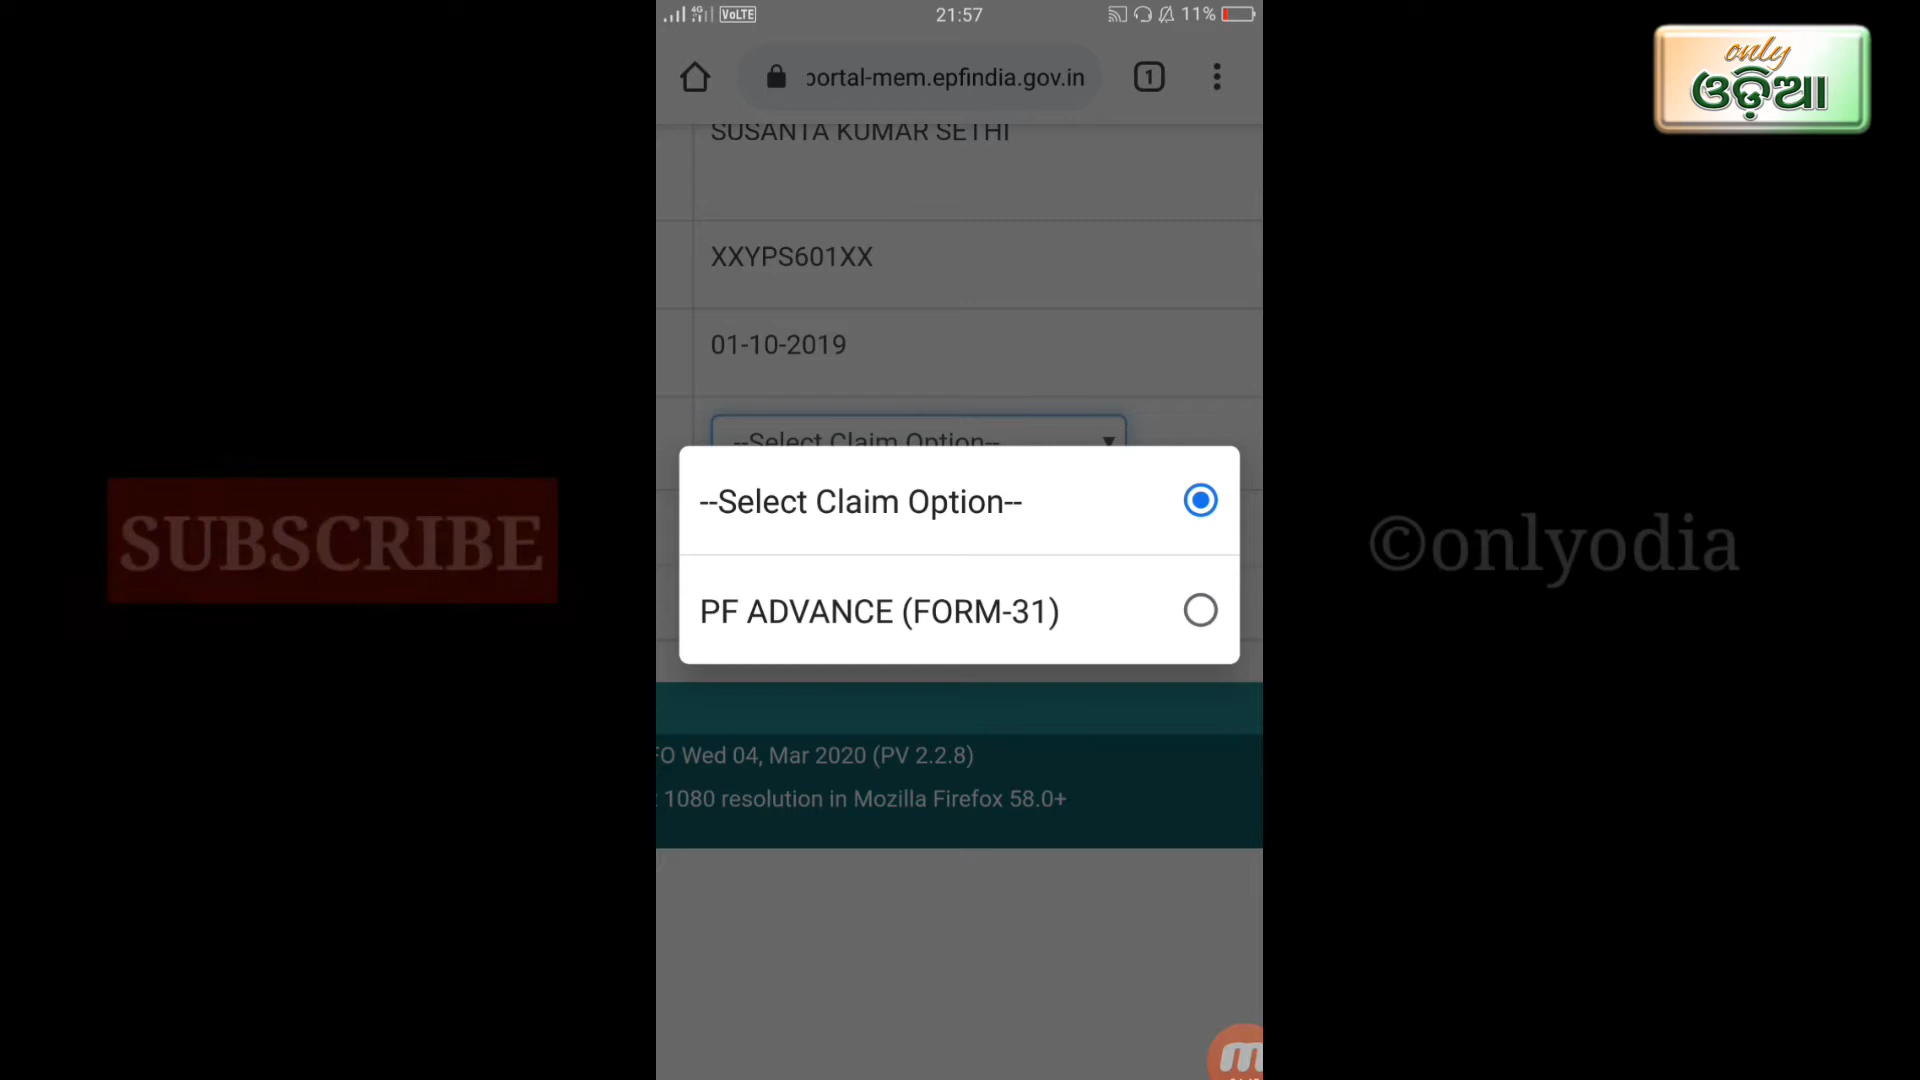 4G VoLTE 21:57 11%
only
ଓଡ଼ିଆ
portal-mem.epfindia.gov.in 1
SUSANTA KUMAR SETHI
XXYPS601XX
01-10-2019
--Select Claim Option--
--Select Claim Option--
PF ADVANCE (FORM-31)
SUBSCRIBE
©onlyodia
FO Wed 04, Mar 2020 (PV 2.2.8)
1080 resolution in Mozilla Firefox 58.0+